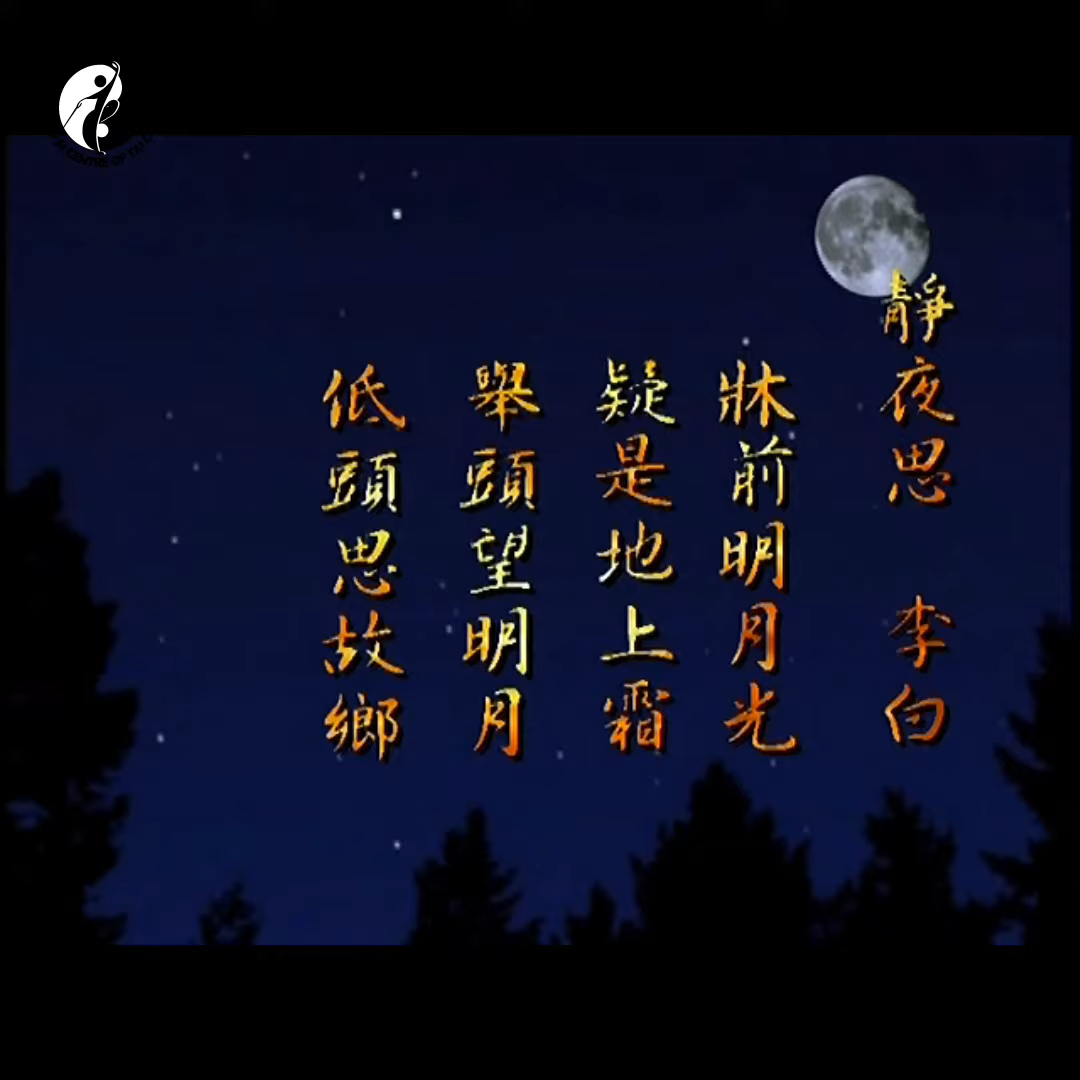 靜夜思 李白
牀前明月光
疑是地上霜
舉頭望明月
低頭思故鄉